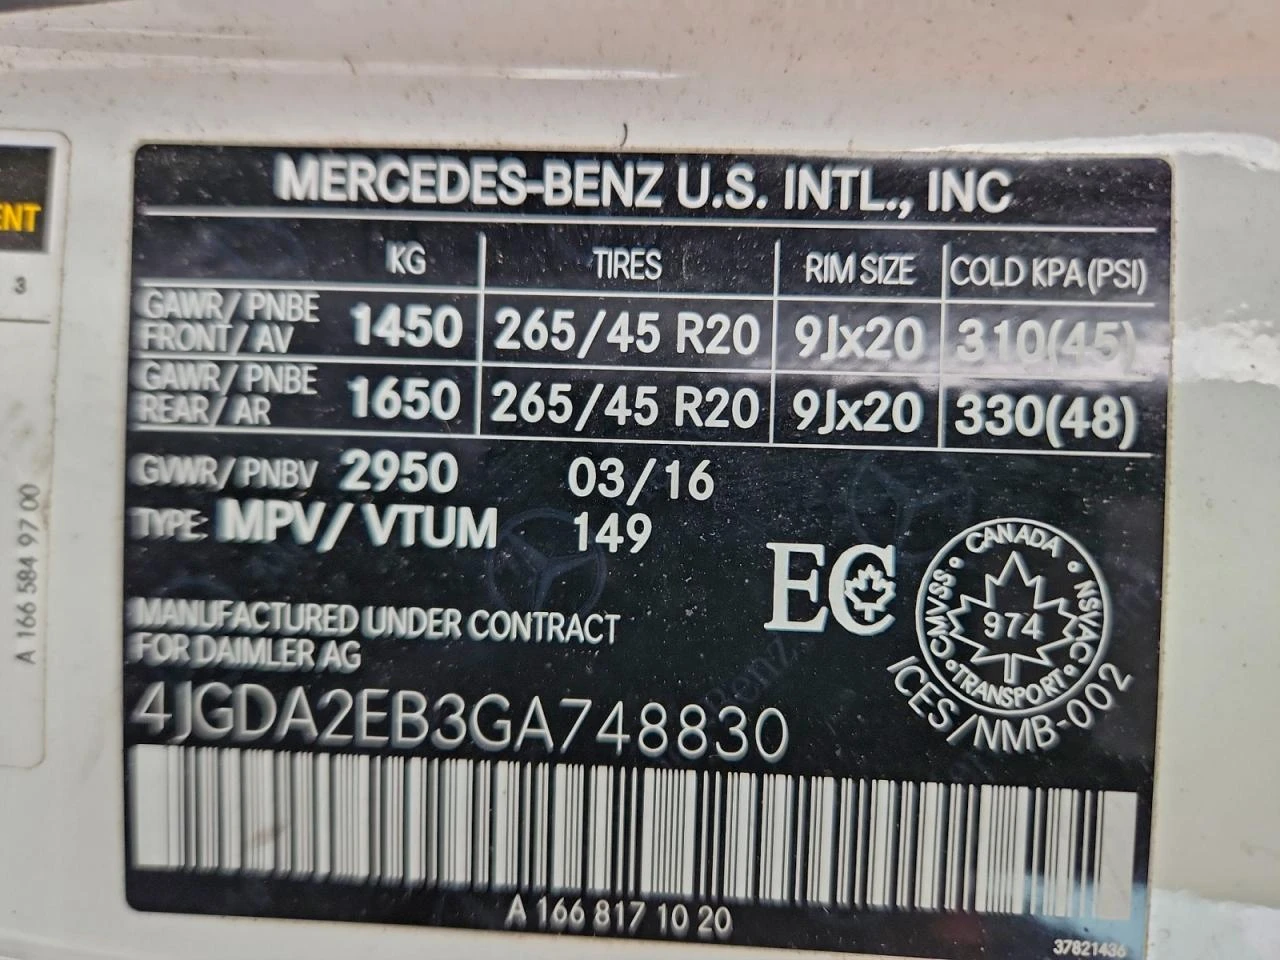 MERCEDES-BENZ U.S. INTL., INC
KG TIRES RIM SIZE COLD KPA(PSI)
GAWR/PNBE FRONT/AV 1450 265/45 R20 9Jx20 310(45)
GAWR/PNBE REAR/AR 1650 265/45 R20 9Jx20 330(48)
GVWR/PNBV 2950 03/16
TYPE: MPV/VTUM 149
EC
CANADA
NSVAC
TRANSPORT
CMVSS
974
ICES/NMB-002
MANUFACTURED UNDER CONTRACT
FOR DAIMLER AG
4JGDA2EB3GA748830
A 166 817 10 20
37821436
ENT
3
A 166 584 97 00